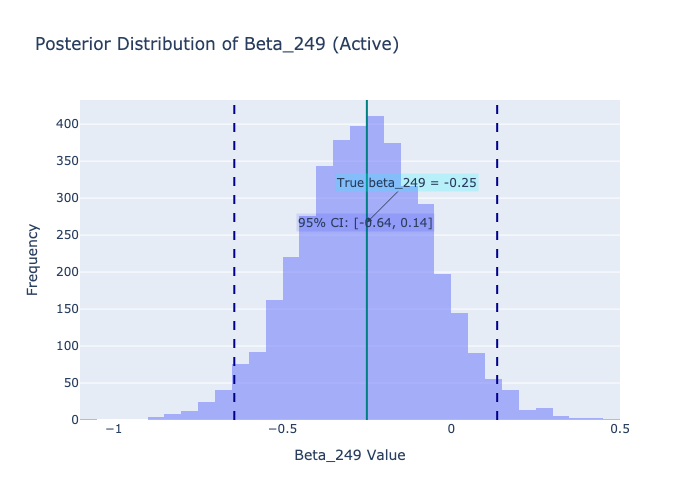 Posterior Distribution of Beta_249 (Active)
400
350
300
250
200
150
100
50
0
Frequency
True beta_249 = -0.25
95% CI: [-0.64, 0.14]
−1
−0.5
0
0.5
Beta_249 Value